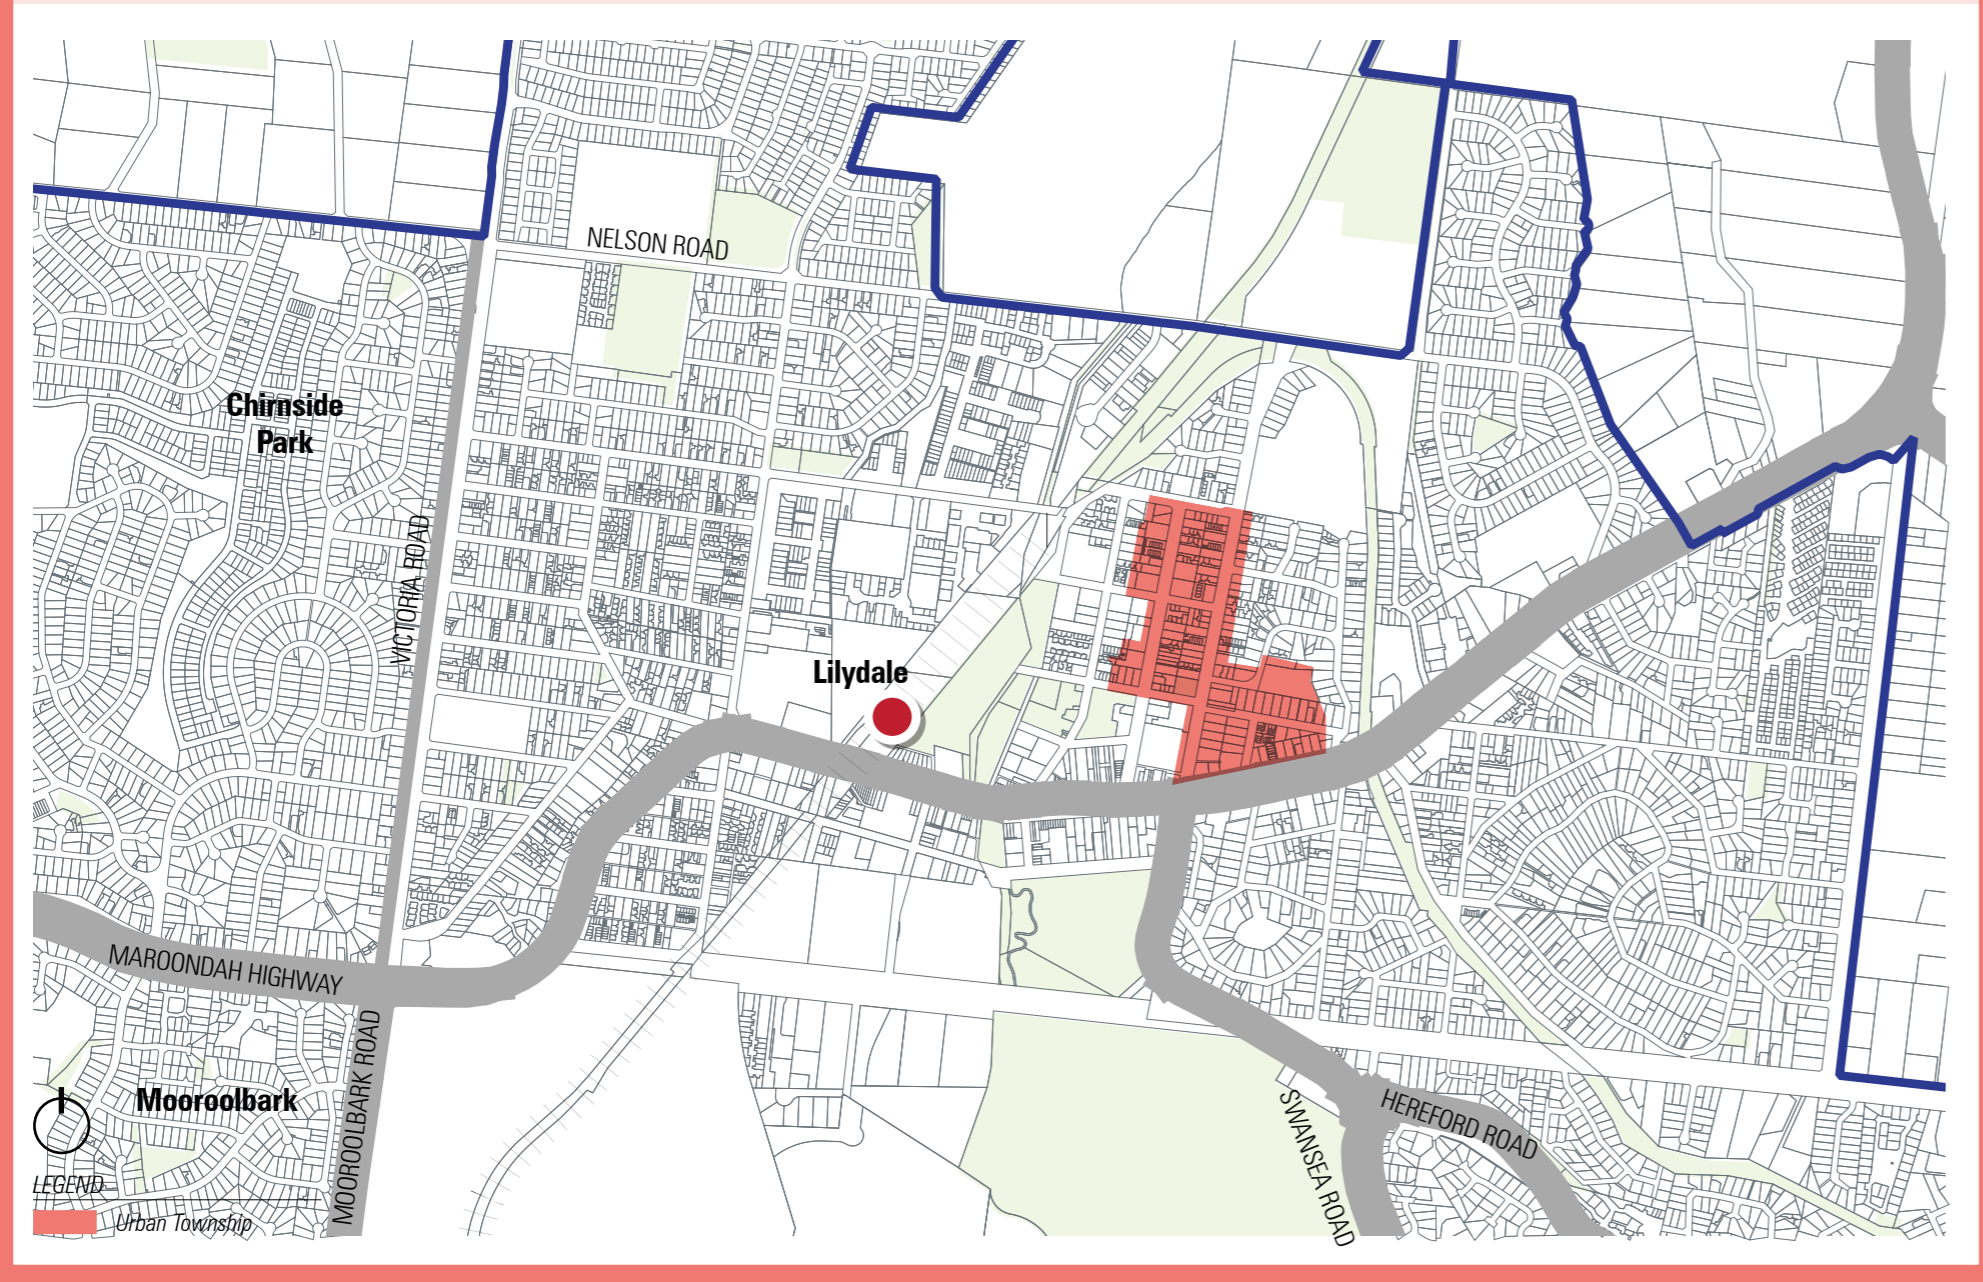 NELSON ROAD
Chirnside
Park
VICTORIA ROAD
Lilydale
MAROONDAH HIGHWAY
MOOROOLBARK ROAD
Mooroolbark
SWANSEA ROAD
HEREFORD ROAD
LEGEND
Urban Township